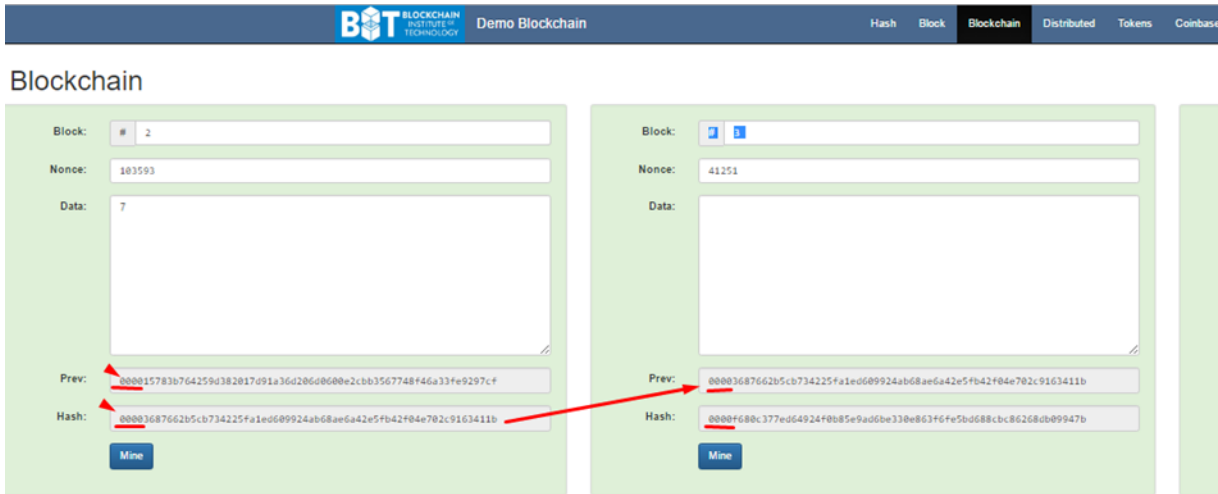 BLOCKCHAIN
BIT INSTITUTE OF Demo Blockchain Hash Block Blockchain Distributed Tokens Coinbase
TECHNOLOGY
Blockchain
Block: # 2 Block: # 3
Nonce: 103593 Nonce: 41251
Data: 7 Data:
Prev: 000015783b764259d382017d91a36d206d0600e2cbb3567748f46a33fe9297cf Prev: 00003687662b5cb734225fa1ed609924ab68ae6a42e5fb42f04e702c9163411b
Hash: 00003687662b5cb734225fa1ed609924ab68ae6a42e5fb42f04e702c9163411b Hash: 0000f680c377ed64924f0b85e9ad6be330e863f6fe5bd688cbc86268db09947b
Mine Mine